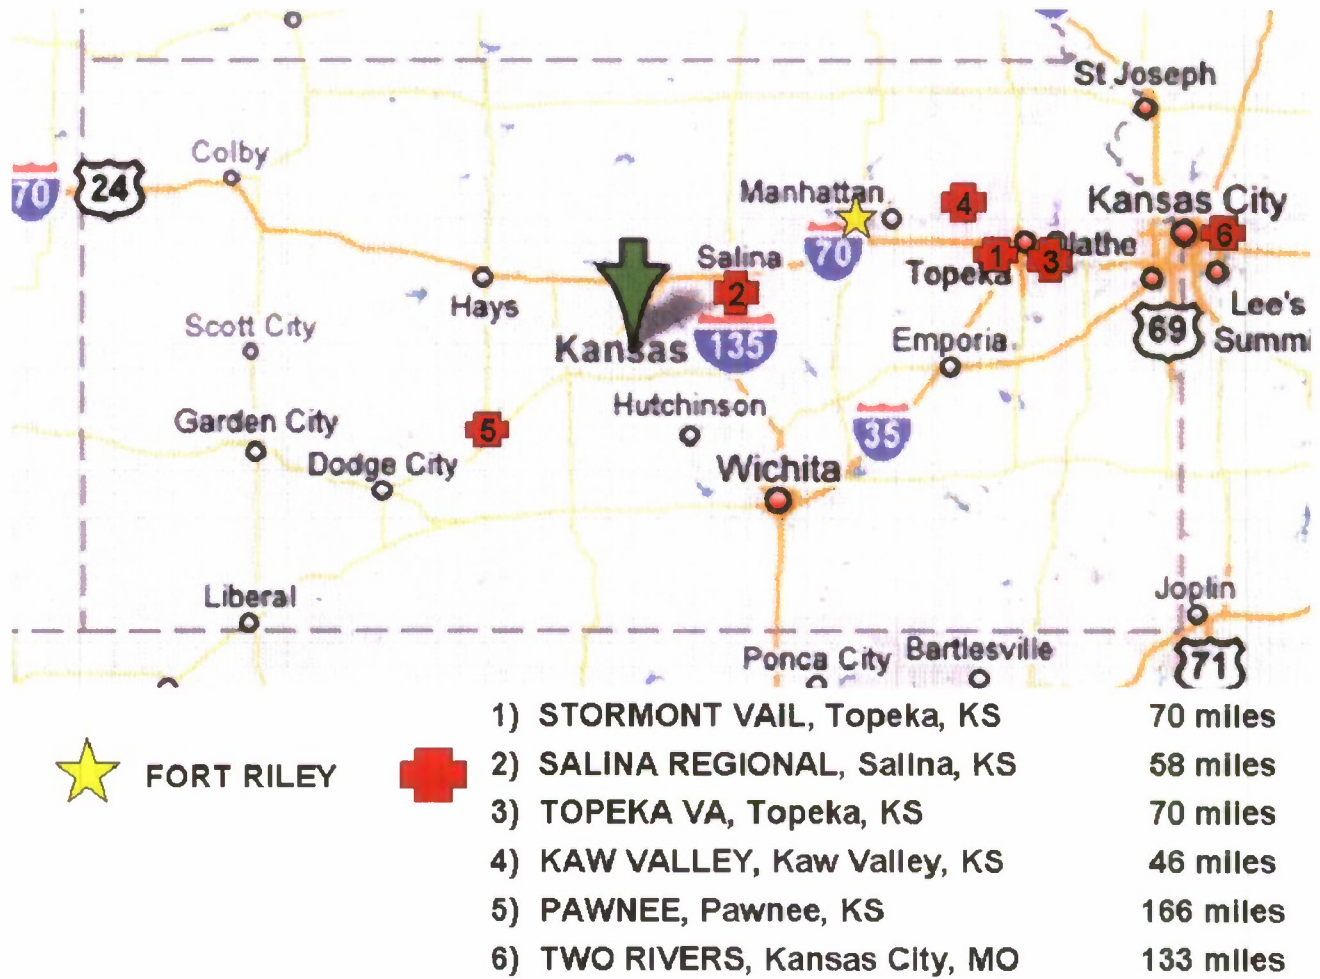 St Joseph
Colby
70
24
Manhattan
4
Kansas City
6
70
Salina
1
3
lathe
Topeka
2
Hays
Lee's
Summi
Scott City
Kansas
135
Emporia
69
Hutchinson
Garden City
5
35
Dodge City
Wichita
Liberal
Joplin
Ponca City
Bartlesville
71
1) STORMONT VAIL, Topeka, KS 70 miles
FORT RILEY
2) SALINA REGIONAL, Salina, KS 58 miles
3) TOPEKA VA, Topeka, KS 70 miles
4) KAW VALLEY, Kaw Valley, KS 46 miles
5) PAWNEE, Pawnee, KS 166 miles
6) TWO RIVERS, Kansas City, MO 133 miles